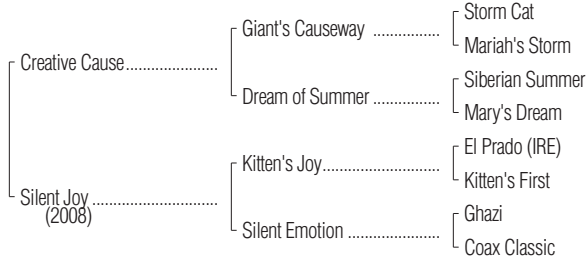 Storm Cat
Giant's Causeway ................
Mariah's Storm
Creative Cause......................
Siberian Summer
Dream of Summer ................
Mary's Dream
El Prado (IRE)
Kitten's Joy............................
Kitten's First
Silent Joy ..............................
(2008)
Ghazi
Silent Emotion ......................
Coax Classic